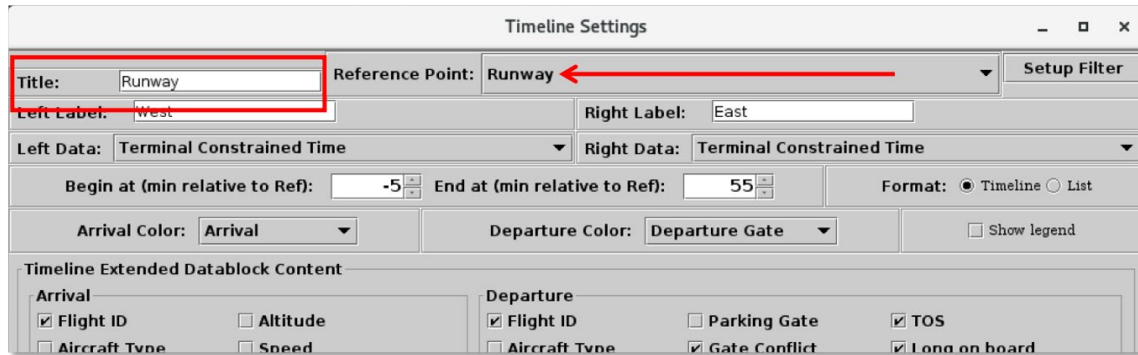 Timeline Settings
Title: Runway Reference Point: Runway Setup Filter
Left Label: West Right Label: East
Left Data: Terminal Constrained Time Right Data: Terminal Constrained Time
Begin at (min relative to Ref): -5 End at (min relative to Ref): 55 Format: Timeline List
Arrival Color: Arrival Departure Color: Departure Gate Show legend
Timeline Extended Datablock Content
Arrival Departure
Flight ID Altitude Flight ID Parking Gate TOS
Aircraft Type Speed Aircraft Type Gate Conflict Long on board